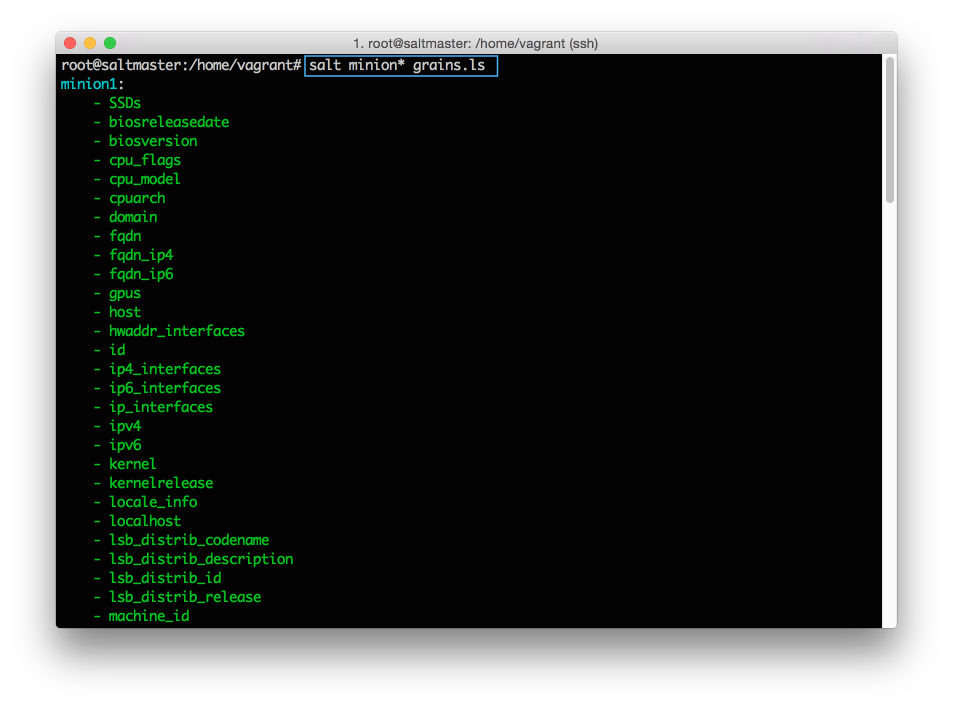 1. root@saltmaster: /home/vagrant (ssh)
root@saltmaster:/home/vagrant# salt minion* grains.ls
minion1:
- SSDs
- biosreleasedate
- biosversion
- cpu_flags
- cpu_model
- cpuarch
- domain
- fqdn
- fqdn_ip4
- fqdn_ip6
- gpus
- host
- hwaddr_interfaces
- id
- ip4_interfaces
- ip6_interfaces
- ip_interfaces
- ipv4
- ipv6
- kernel
- kernelrelease
- locale_info
- localhost
- lsb_distrib_codename
- lsb_distrib_description
- lsb_distrib_id
- lsb_distrib_release
- machine_id